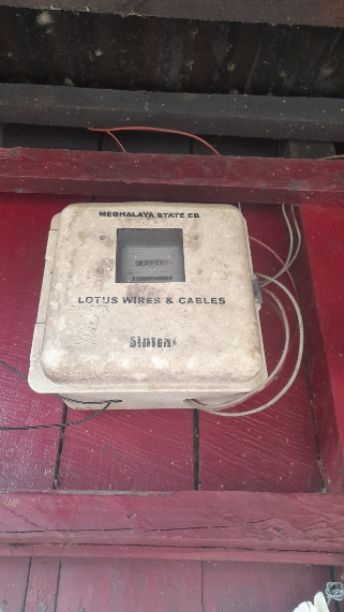 MEGHALAYA STATE EB
LOTUS WIRES & CABLES
Sintex